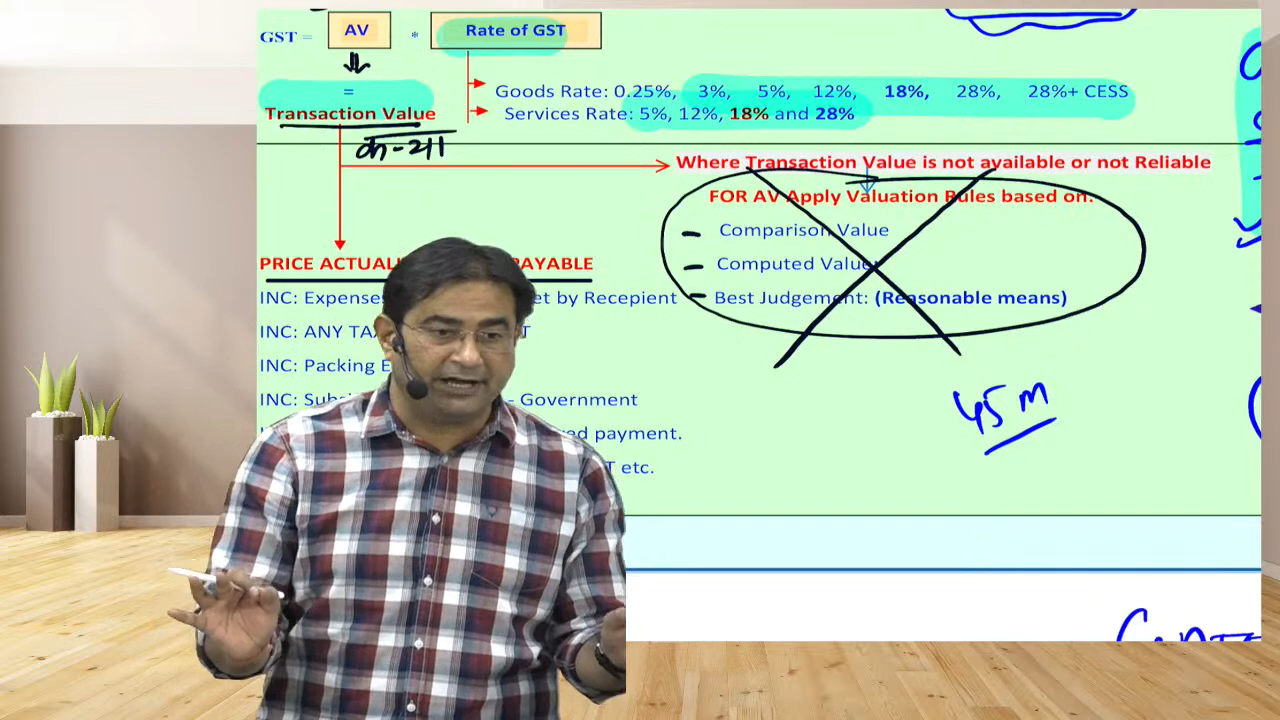 GST = AV * Rate of GST
=
Transaction Value
Goods Rate: 0.25%, 3%, 5%, 12%, 18%, 28%, 28%+ CESS
Services Rate: 5%, 12%, 18% and 28%
Where Transaction Value is not available or not Reliable
FOR AV Apply Valuation Rules based on:
Comparison Value
Computed Value:
Best Judgement: (Reasonable means)
PRICE ACTUALL PAYABLE
INC: Expenses et by Recepient
INC: ANY TA T
INC: Packing E
INC: Subs - Government
payment.
etc.
45 m